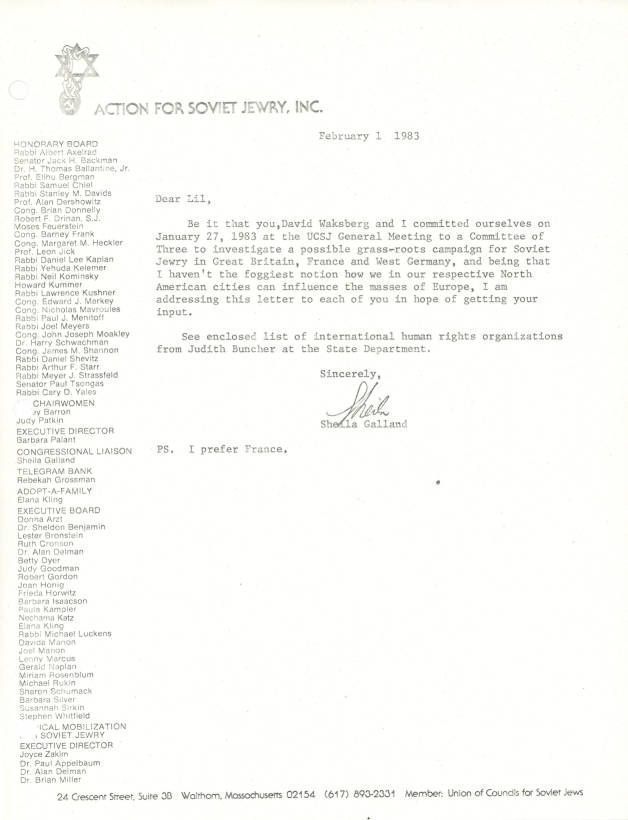 ACTION FOR SOVIET JEWRY, INC.
February 1 1983
HONORARY BOARD
Rabbi Albert Axelrad
Senator Jack H. Backman
Dr. H. Thomas Ballantine, Jr.
Prof. Elihu Bergman
Rabbi Samuel Chiel
Rabbi Stanley M. Davids
Prof. Alan Dershowitz
Cong. Brian Donnelly
Robert F. Drinan, S.J.
Moses Feuerstein
Cong. Barney Frank
Cong. Margaret M. Heckler
Prof. Leon Jick
Rabbi Daniel Lee Kaplan
Rabbi Yehuda Kelemer
Rabbi Neil Kominsky
Howard Kummer
Rabbi Lawrence Kushner
Cong. Edward J. Markey
Cong. Nicholas Mavroules
Rabbi Paul J. Menitoff
Rabbi Joel Meyers
Cong. John Joseph Moakley
Dr. Harry Schwachman
Cong. James M. Shannon
Rabbi Daniel Shevitz
Rabbi Arthur F. Starr
Rabbi Meyer J. Strassfeld
Senator Paul Tsongas
Rabbi Cary D. Yales
CHAIRWOMEN
Barron
Judy Patkin
EXECUTIVE DIRECTOR
Barbara Palant
CONGRESSIONAL LIAISON
Sheila Galland
TELEGRAM BANK
Rebekah Grossman
ADOPT-A-FAMILY
Elana Kling
EXECUTIVE BOARD
Donna Arzt
Dr. Sheldon Benjamin
Lester Bronstein
Ruth Cronson
Dr. Alan Delman
Betty Dyer
Judy Goodman
Robert Gordon
Joan Honig
Frieda Horwitz
Barbara Isaacson
Paula Kampler
Nechama Katz
Elana Kling
Rabbi Michael Luckens
Davida Manon
Joel Manon
Lenny Marcus
Gerald Naplan
Miriam Rosenblum
Michael Rukin
Sharon Schumack
Barbara Silver
Susannah Sirkin
Stephen Whitfield
ICAL MOBILIZATION
SOVIET JEWRY
EXECUTIVE DIRECTOR
Joyce Zakim
Dr. Paul Appelbaum
Dr. Alan Delman
Dr. Brian Miller
Dear Lil,
Be it that you,David Waksberg and I committed ourselves on
January 27, 1983 at the UCSJ General Meeting to a Committee of
Three to investigate a possible grass-roots campaign for Soviet
Jewry in Great Britain, France and West Germany, and being that
I haven't the foggiest notion how we in our respective North
American cities can influence the masses of Europe, I am
addressing this letter to each of you in hope of getting your
input.
See enclosed list of international human rights organizations
from Judith Buncher at the State Department.
Sincerely,
Sheila
Sheila Galland
PS. I prefer France.
24 Crescent Street, Suite 3B Waltham, Massachusetts 02154 (617) 893-2331 Member: Union of Councils for Soviet Jews